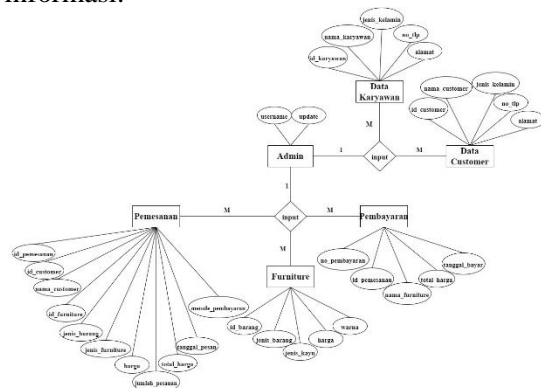 informasi.
jenis_kelamin
nama_karyawan
no_tlp
id_karyawan
alamat
Data
Karyawan
jenis_kelamin
nama_customer
no_tlp
id_customer
alamat
username
update
M
Admin
1
input
M
Data
Customer
1
Pemesanan
M
input
M
Pembayaran
M
Furniture
id_pemesanan
id_customer
nama_customer
id_furniture
jenis_barang
jenis_furniture
harga
jumlah_pesanan
total_harga
tanggal_pesan
metode_pembayaran
id_barang
jenis_barang
jenis_kayu
harga
warna
no_pembayaran
id_pemesanan
nama_furniture
total_harga
tanggal_bayar